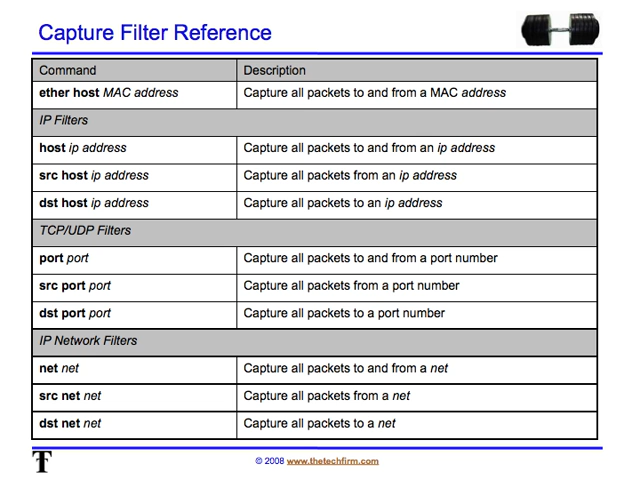 Capture Filter Reference
Command Description
ether host MAC address Capture all packets to and from a MAC address
IP Filters
host ip address Capture all packets to and from an ip address
src host ip address Capture all packets from an ip address
dst host ip address Capture all packets to an ip address
TCP/UDP Filters
port port Capture all packets to and from a port number
src port port Capture all packets from a port number
dst port port Capture all packets to a port number
IP Network Filters
net net Capture all packets to and from a net
src net net Capture all packets from a net
dst net net Capture all packets to a net
T
© 2008 www.thetechfirm.com